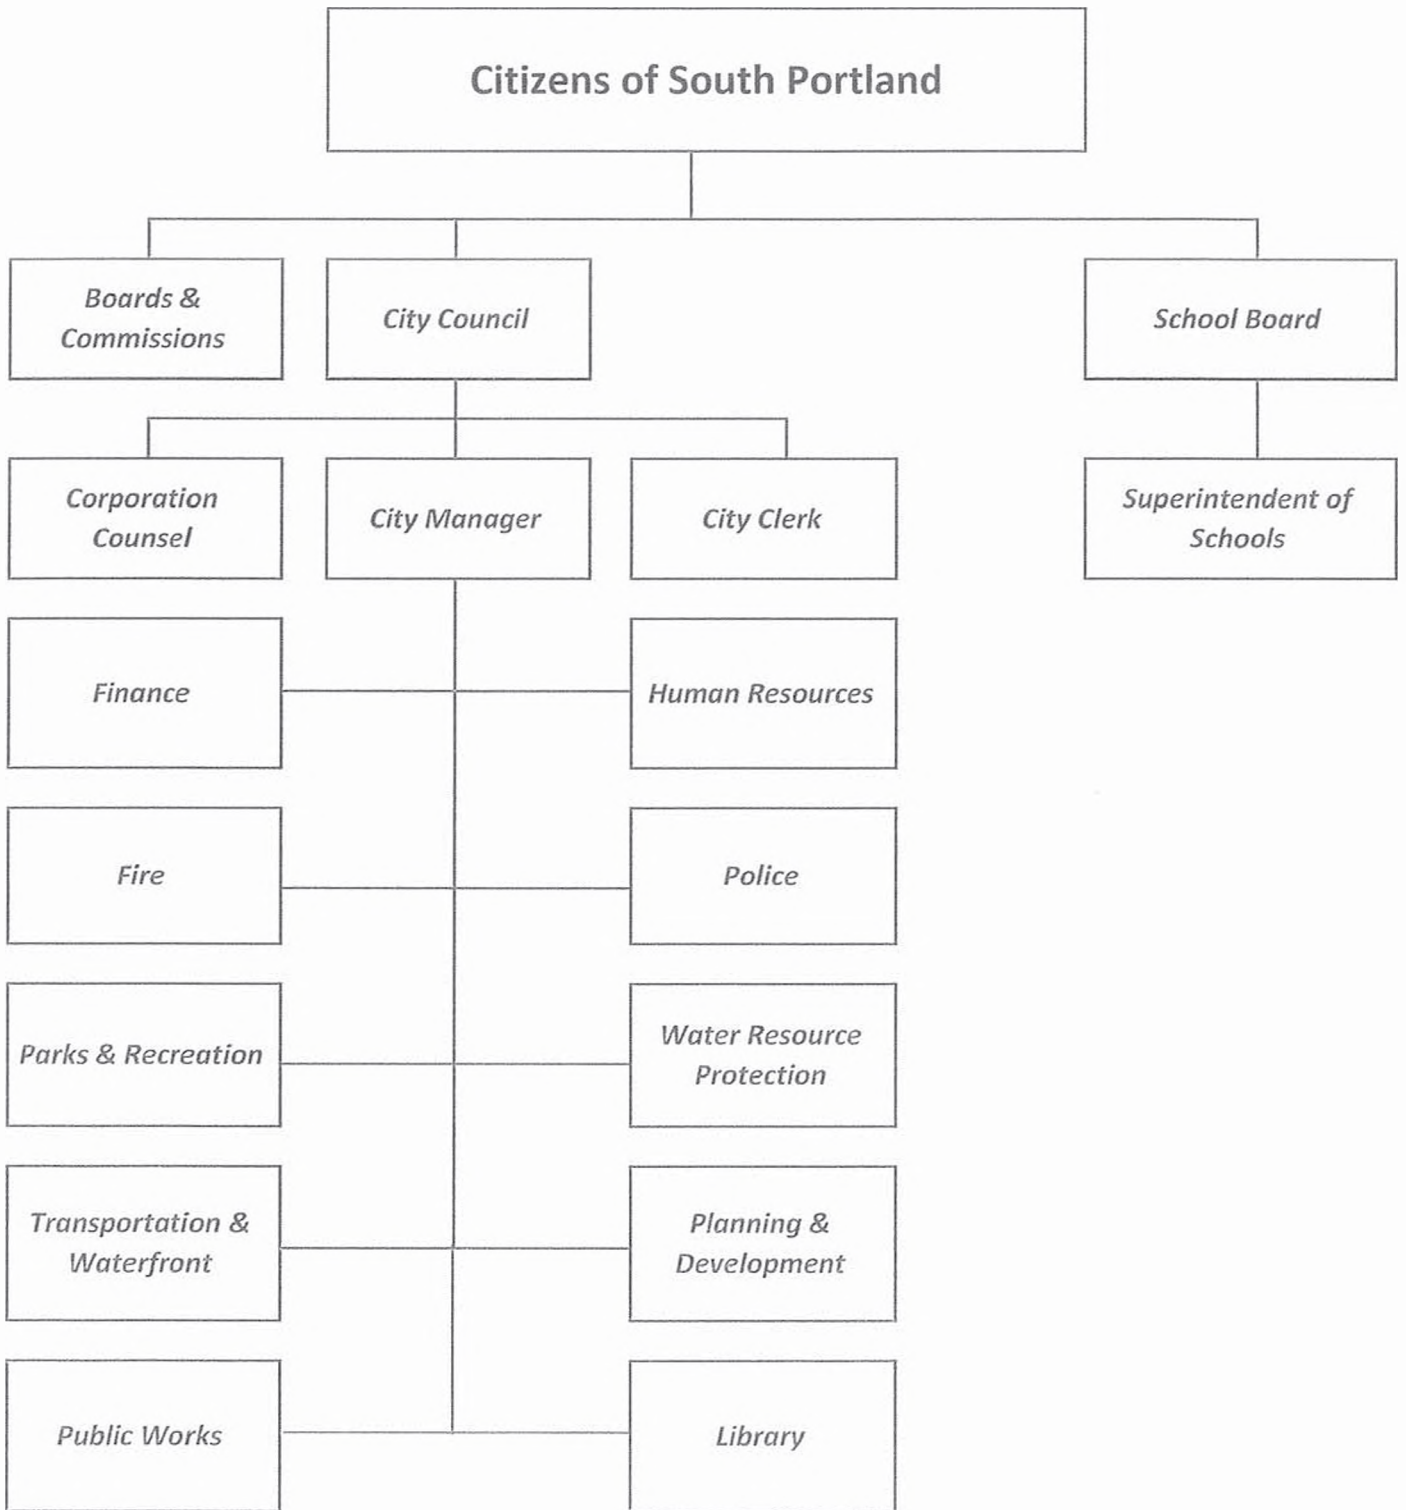 Citizens of South Portland
Boards &
Commissions
City Council
School Board
Corporation
Counsel
City Manager
City Clerk
Superintendent of
Schools
Finance
Human Resources
Fire
Police
Parks & Recreation
Water Resource
Protection
Transportation &
Waterfront
Planning &
Development
Public Works
Library